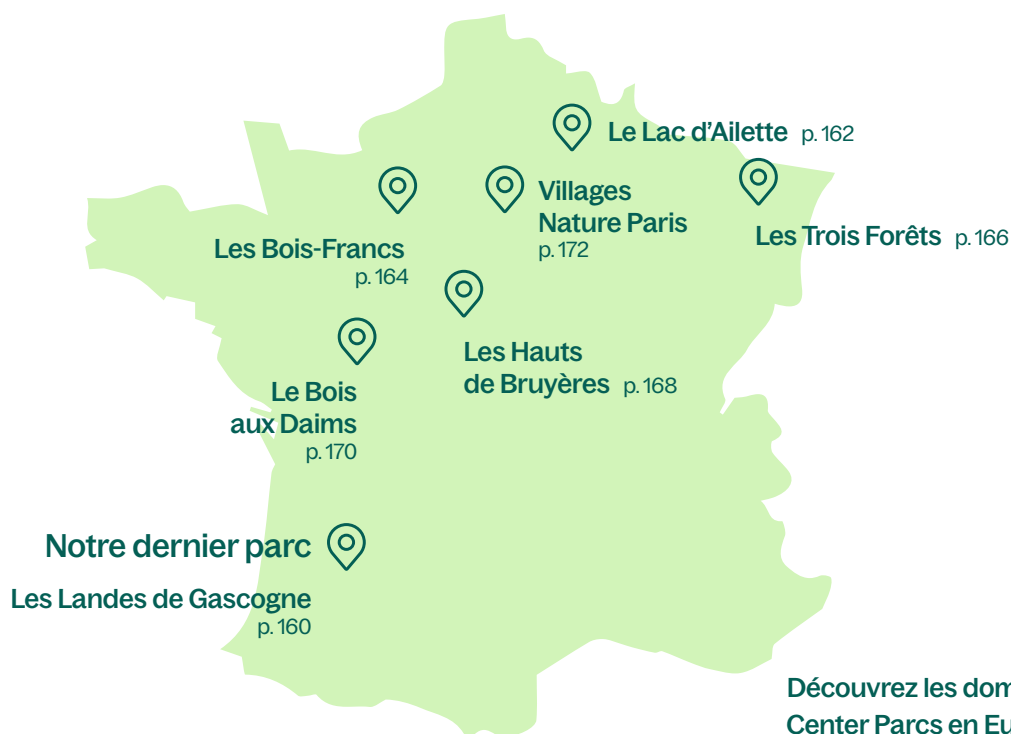 Le Lac d'Ailette p. 162
Villages
Nature Paris
p. 172
Les Trois Forêts p. 166
Les Bois-Francs
p. 164
Les Hauts
de Bruyères p. 168
Le Bois
aux Daims
p. 170
Notre dernier parc
Les Landes de Gascogne
p. 160
Découvrez les dom
Center Parcs en Eu